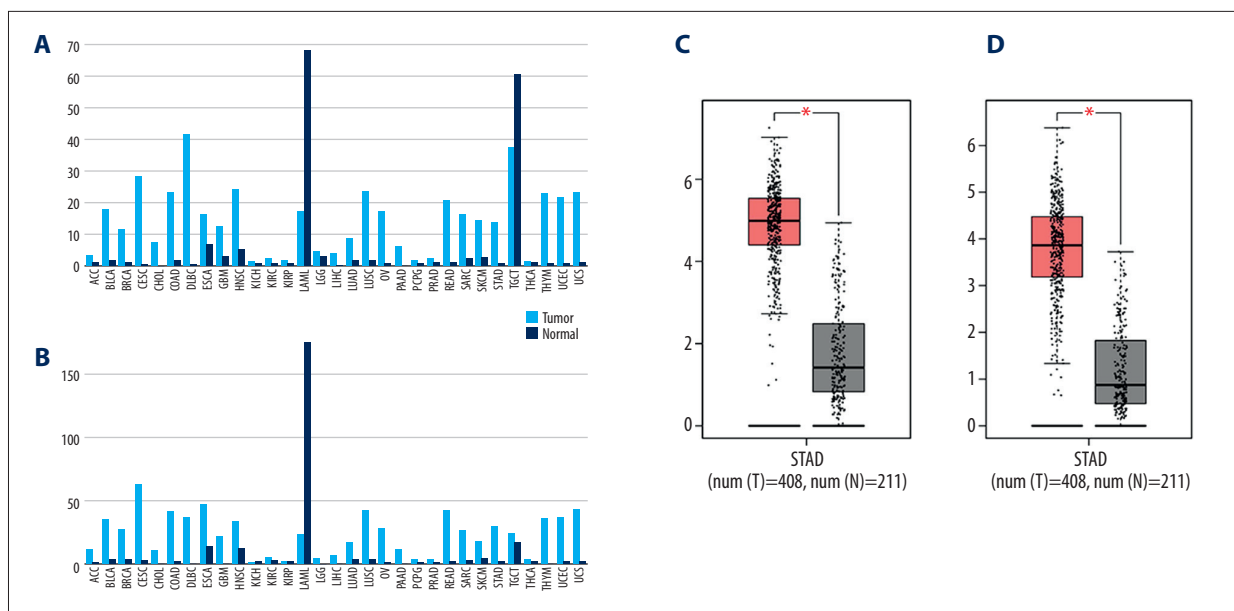 A
70
60
50
40
30
20
10
0
ACC BLCA BRCA CESC CHOL COAD DLBC ESCA GBM HNSC KICH KIRC KIRP LAML LGG LIHC LUAD LUSC OV PAAD PCPG PRAD READ SARC SKCM STAD TGCT THCA THYM UCEC UCS
Tumor
Normal
B
150
100
50
0
ACC BLCA BRCA CESC CHOL COAD DLBC ESCA GBM HNSC KICH KIRC KIRP LAML LGG LIHC LUAD LUSC OV PAAD PCPG PRAD READ SARC SKCM STAD TGCT THCA THYM UCEC UCS
C
*
6
4
2
0
STAD
(num (T)=408, num (N)=211)
D
*
6
5
4
3
2
1
0
STAD
(num (T)=408, num (N)=211)